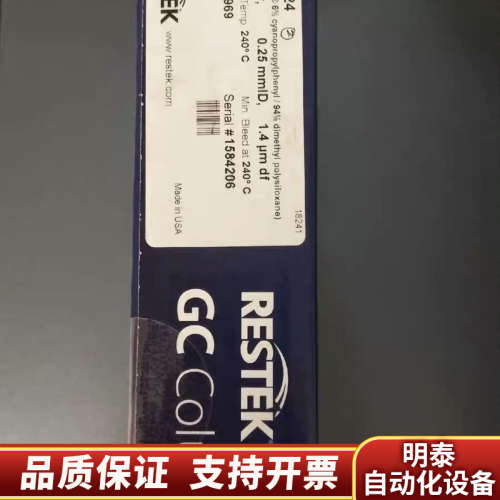 24
6% cyanopropylphenyl / 94% dimethyl polysiloxane)
0.25 mmID, 1.4 µm df
Temp 240° C Min. Bleed at 240° C
969 Serial # 1584206
www.restek.com
Made in USA
18241
TEK
RESTEK
GC Col
品质保证 支持开票
明泰
自动化设备